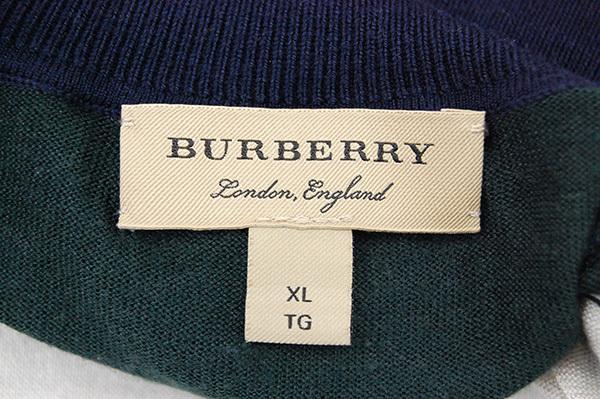 BURBERRY
London, England
XL
TG